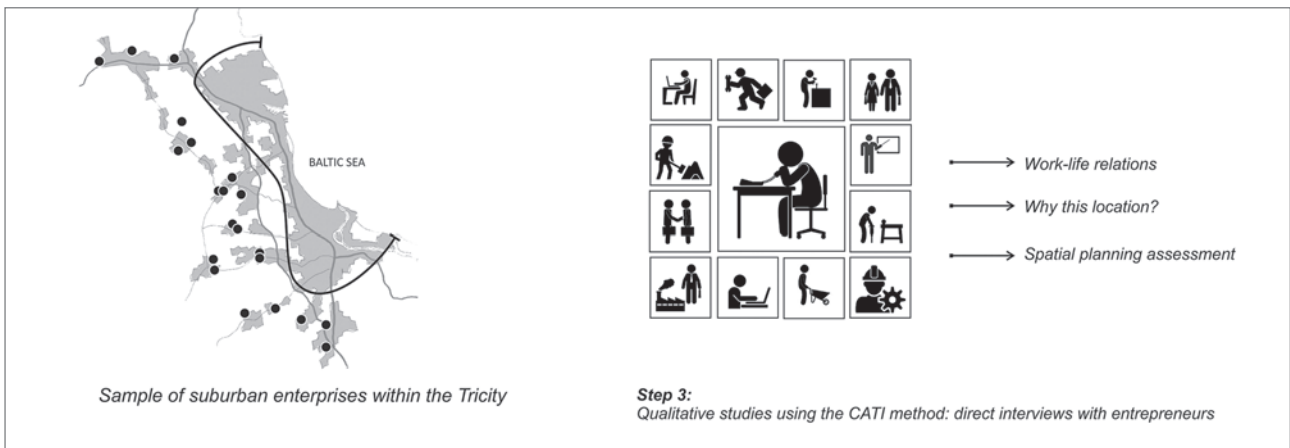 BALTIC SEA
Sample of suburban enterprises within the Tricity
Work-life relations
Why this location?
Spatial planning assessment
Step 3:
Qualitative studies using the CATI method: direct interviews with entrepreneurs